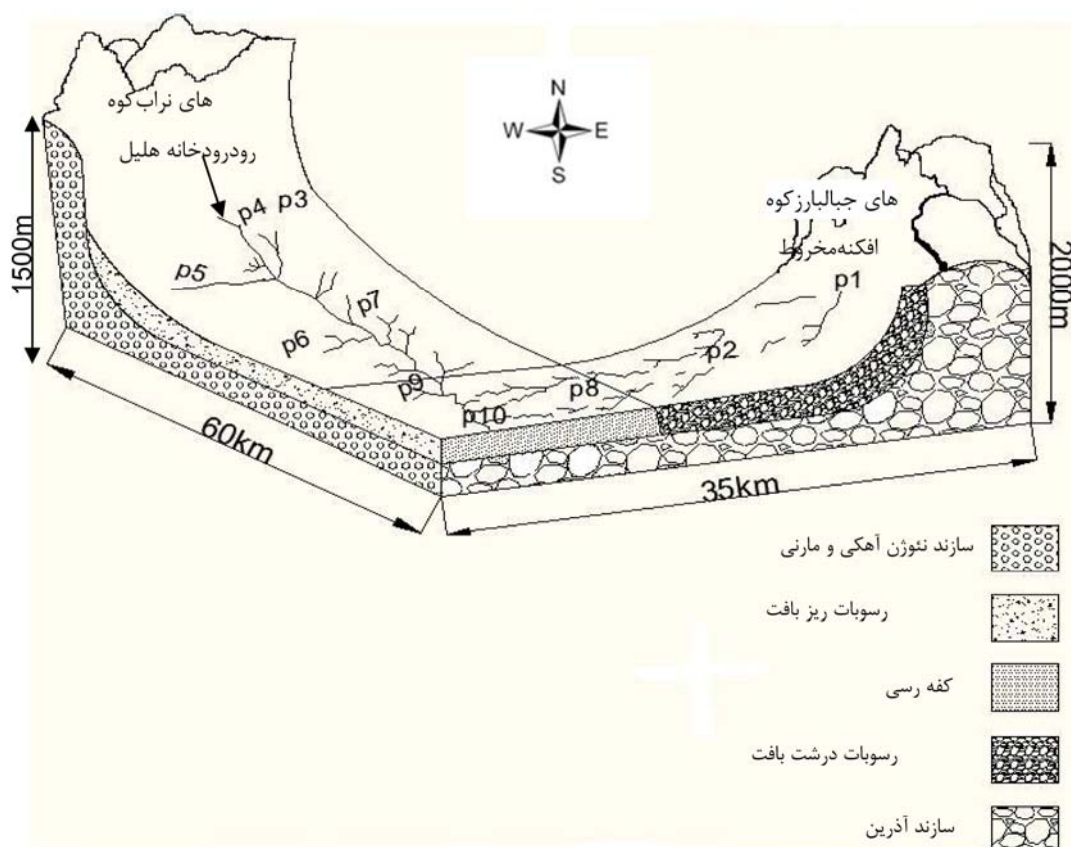 N
W E
S
های نراب‌کوه
رودرودخانه هلیل
های جبالبارزکوه
افکنه‌مخروط
1500m
2000m
p4 p3
p5
p7
p6
p1
p2
p9
p8
p10
60km
35km
سازند نئوژن آهکی و مارنی
رسوبات ریز بافت
کفه رسی
رسوبات درشت بافت
سازند آذرین